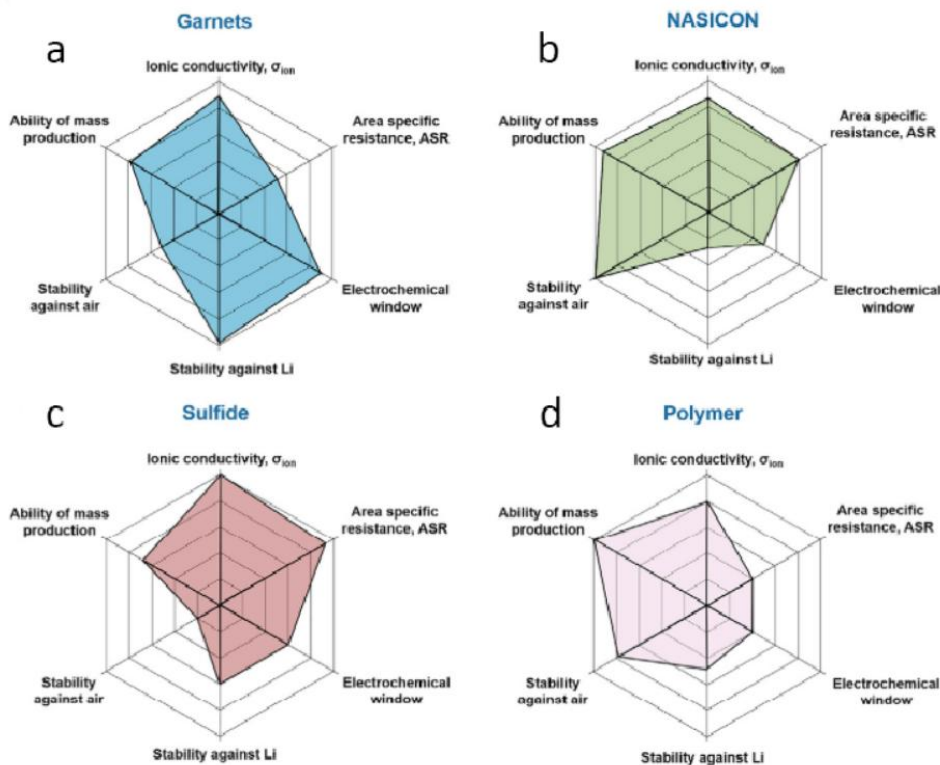 Garnets
a
Ionic conductivity, σion
Area specific
resistance, ASR
Electrochemical
window
Stability against Li
Stability
against air
Ability of mass
production
NASICON
b
Ionic conductivity, σion
Area specific
resistance, ASR
Electrochemical
window
Stability against Li
Stability
against air
Ability of mass
production
Sulfide
c
Ionic conductivity, σion
Area specific
resistance, ASR
Electrochemical
window
Stability against Li
Stability
against air
Ability of mass
production
Polymer
d
Ionic conductivity, σion
Area specific
resistance, ASR
Electrochemical
window
Stability against Li
Stability
against air
Ability of mass
production